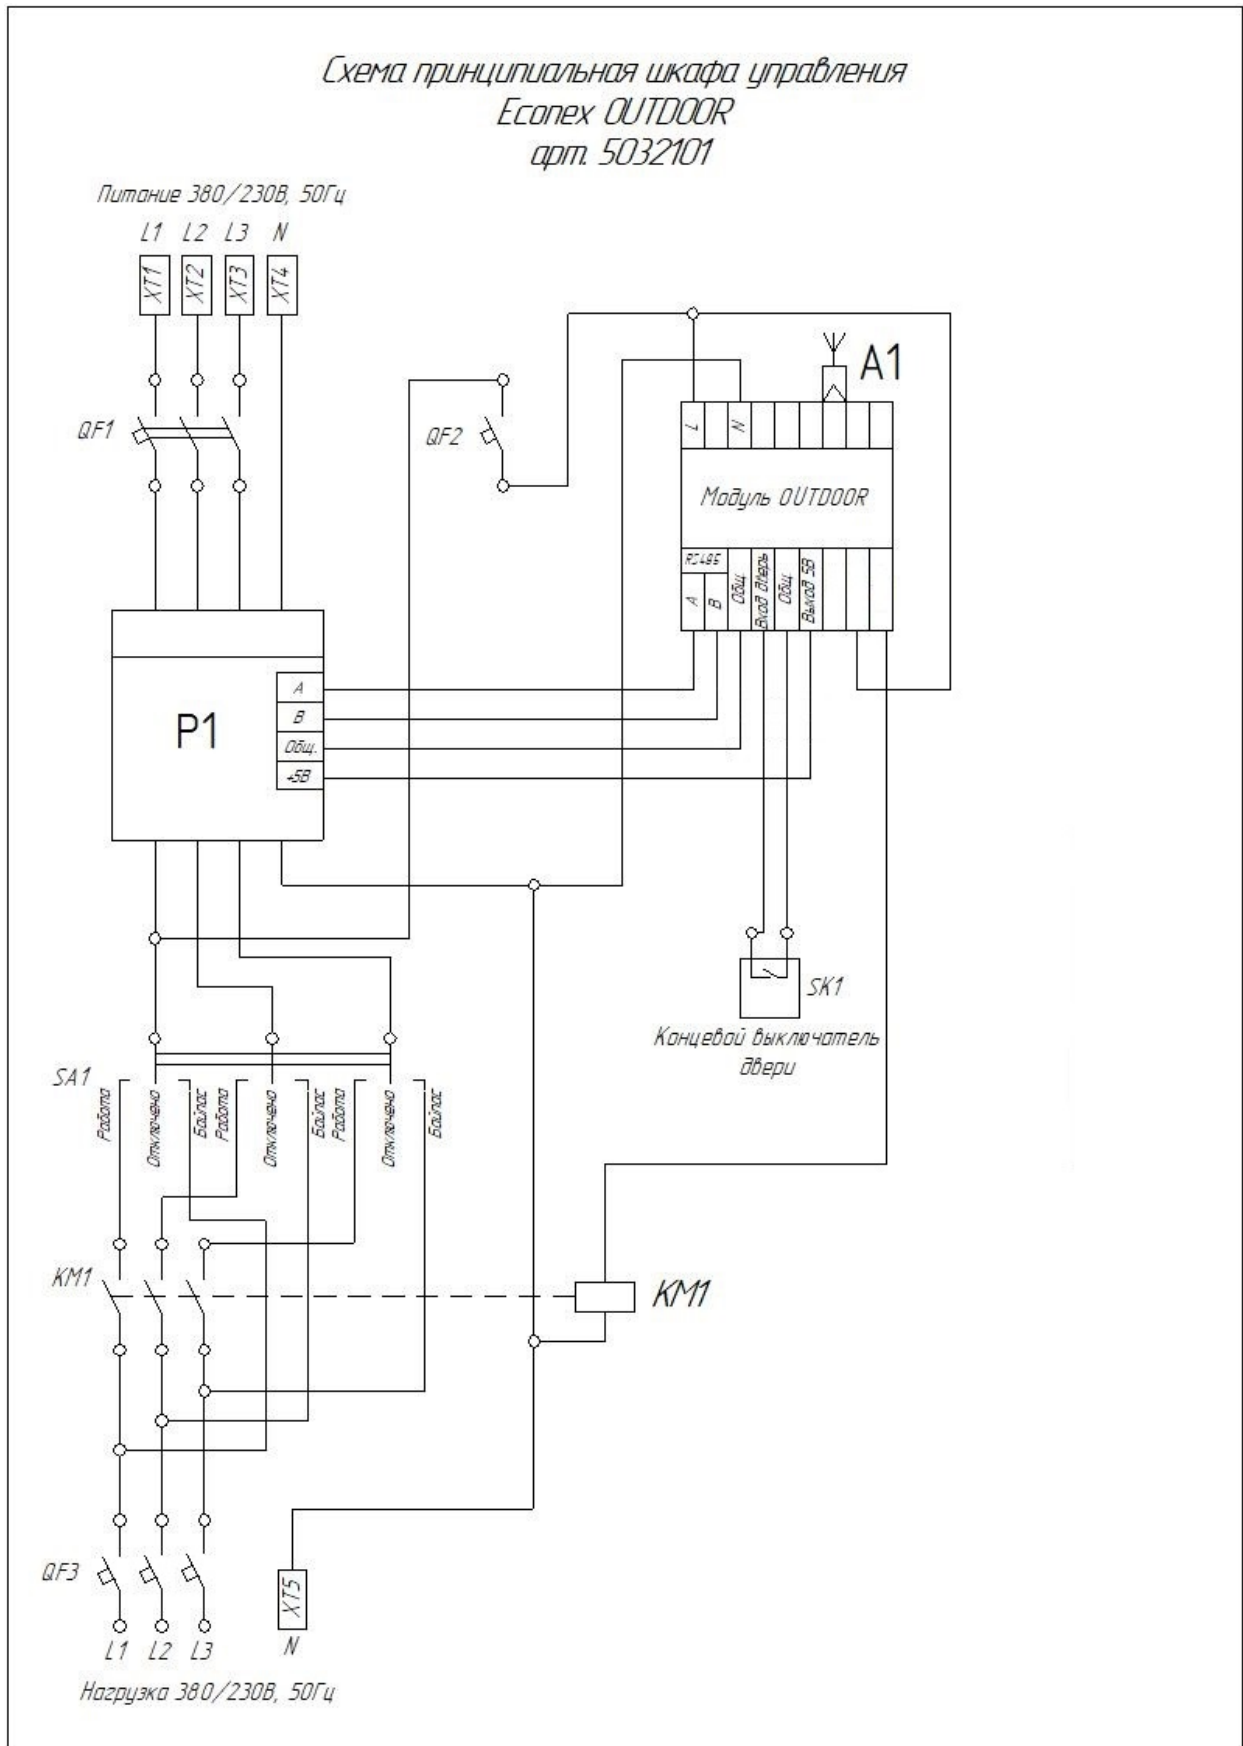 Схема принципиальная шкафа управления
Econex OUTDOOR
арт. 5032101
Питание 380/230В, 50Гц
L1 L2 L3 N
XT1 XT2 XT3 XT4
A1
QF1
QF2
L N
Модуль OUTDOOR
RS485
A B Общ. Вход дверь Общ. Выход 5В
P1
A
B
Общ.
+5В
SK1
Концевой выключатель
двери
SA1
Работа Отключено Байпас Работа Отключено Байпас Работа Отключено Байпас
KM1
KM1
QF3
XT5
L1 L2 L3 N
Нагрузка 380/230В, 50Гц